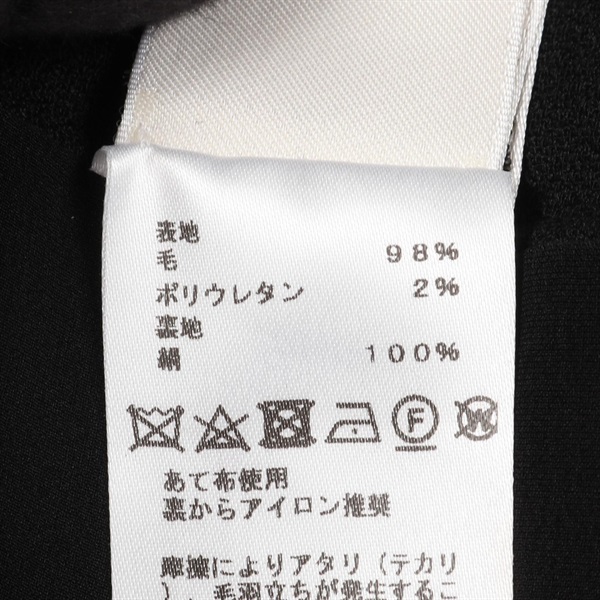 表地
毛 98%
ポリウレタン 2%
裏地
絹 100%
F
W
あて布使用
裏からアイロン推奨
摩擦によりアタリ（テカリ
）、毛羽立ちが発生するこ